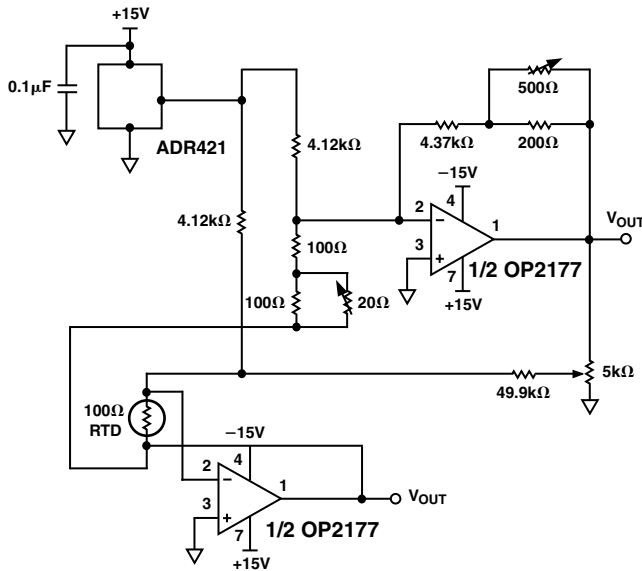 +15V
0.1µF
ADR421
4.12kΩ
4.12kΩ
100Ω
100Ω
20Ω
500Ω
4.37kΩ
200Ω
−15V
2
4
1
3
7
VOUT
1/2 OP2177
+15V
5kΩ
49.9kΩ
100Ω
RTD
−15V
2
4
1
3
7
VOUT
1/2 OP2177
+15V